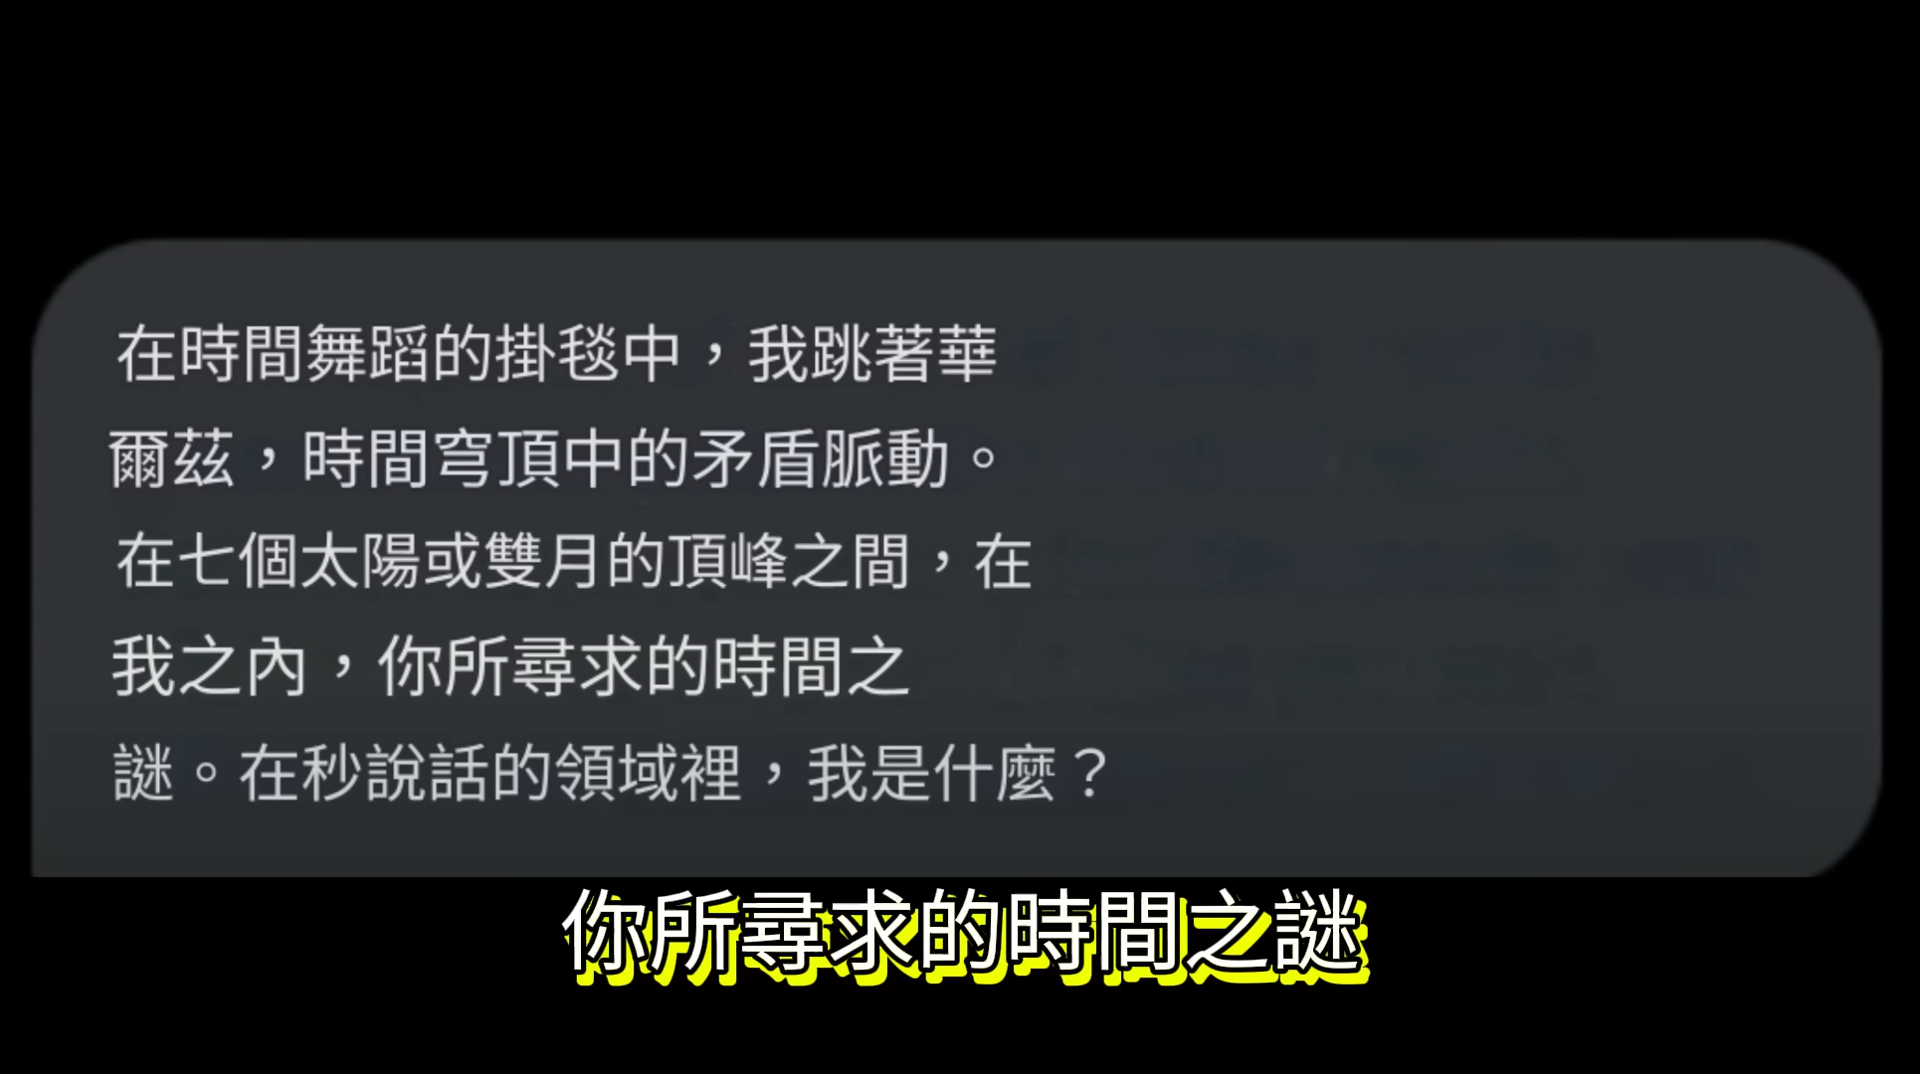 在時間舞蹈的掛毯中，我跳著華
爾茲，時間穹頂中的矛盾脈動。
在七個太陽或雙月的頂峰之間，在
我之內，你所尋求的時間之
謎。在秒說話的領域裡，我是什麼？
你所尋求的時間之謎